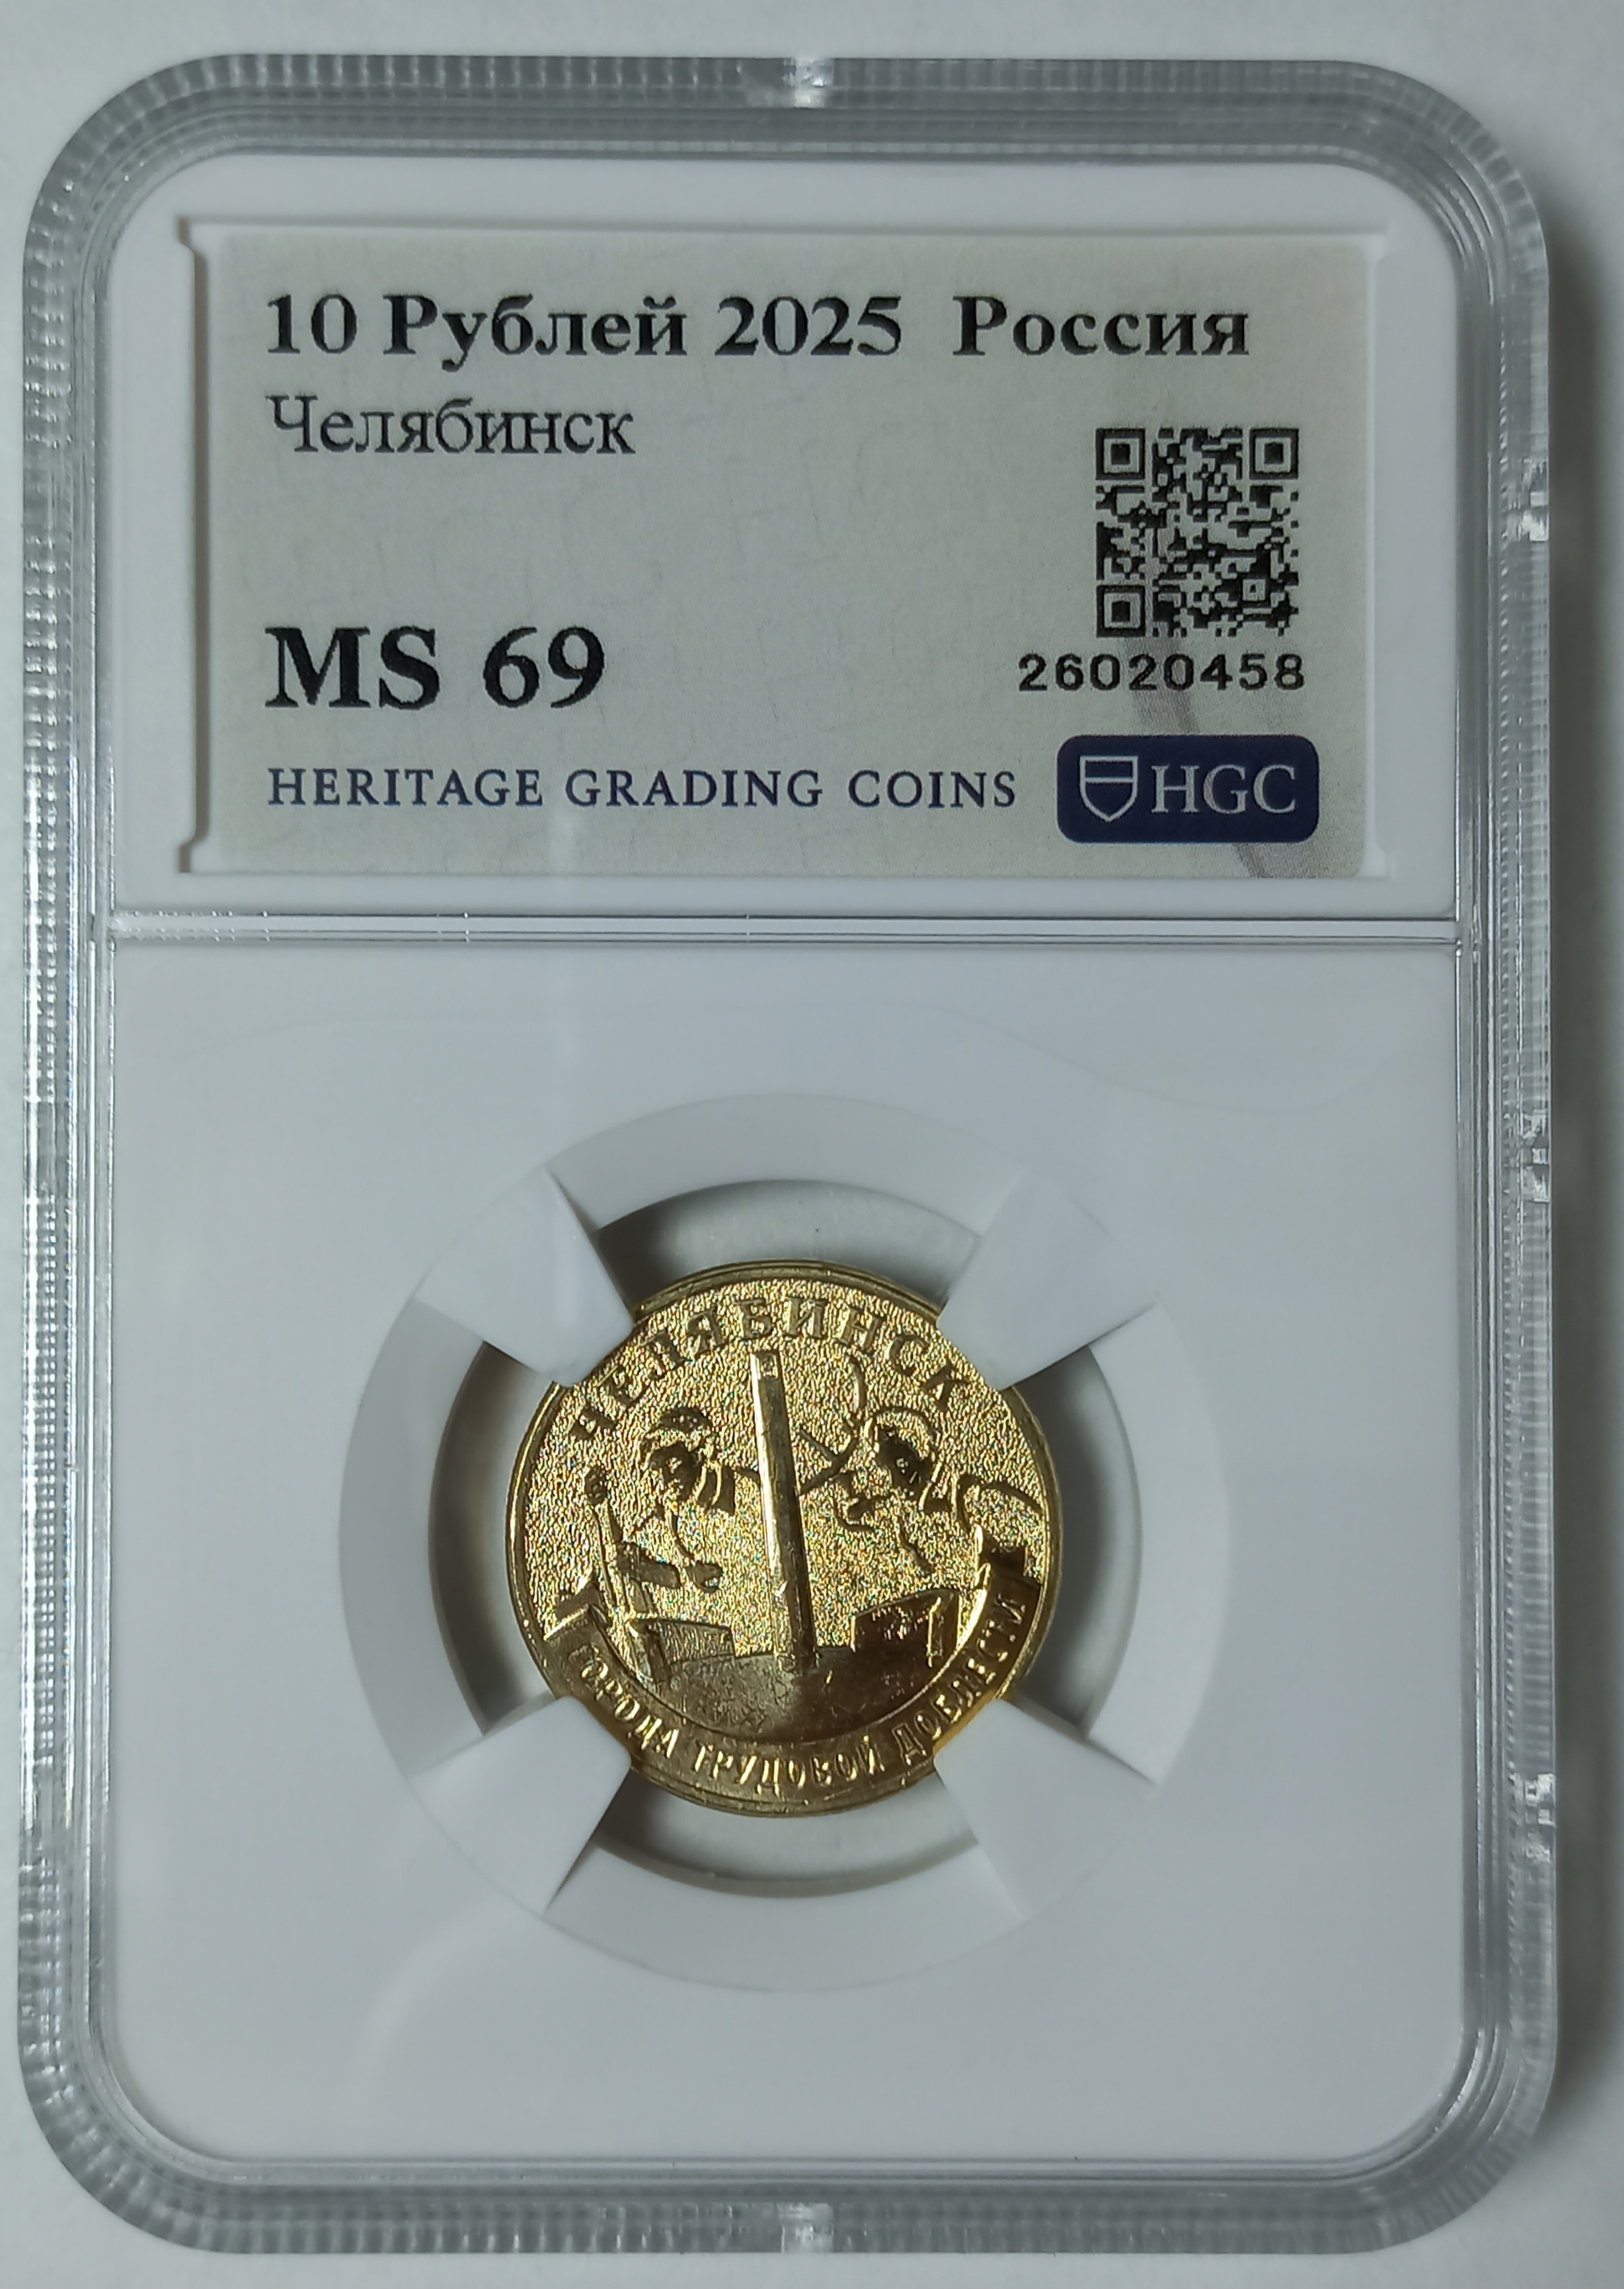 10 Рублей 2025 Россия
Челябинск
MS 69
26020458
HERITAGE GRADING COINS
HGC
ЧЕЛЯБИНСК
ГОРОДА ТРУДОВОЙ ДОБЛЕСТИ